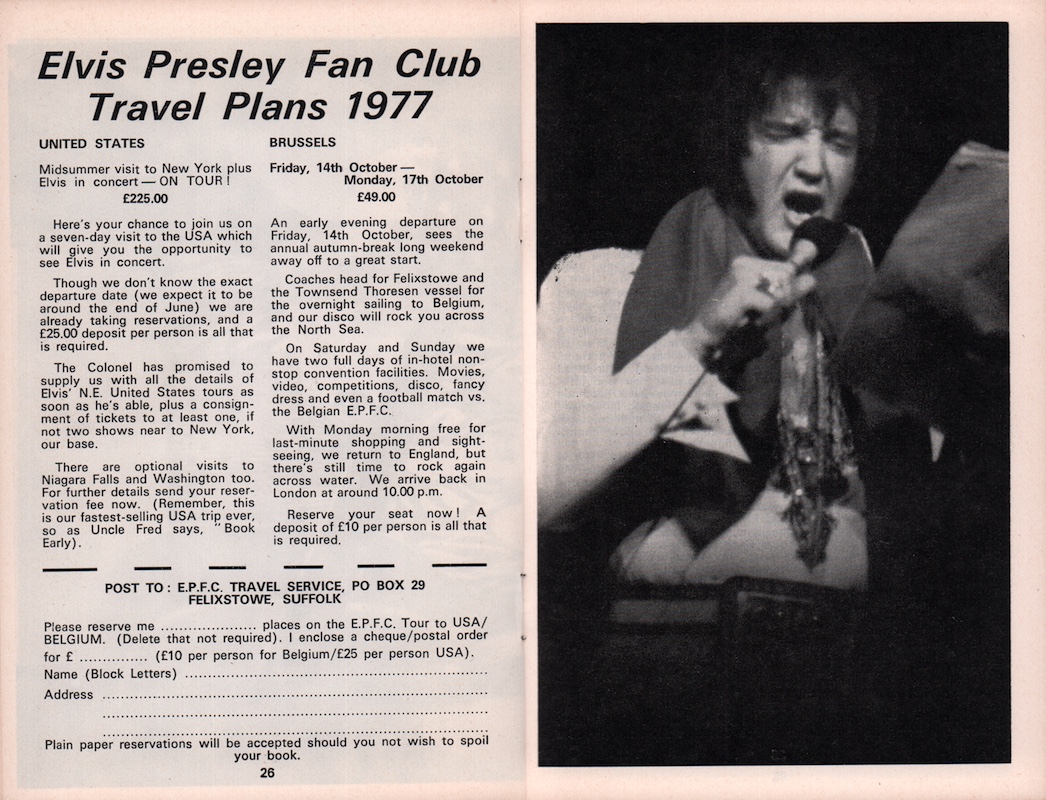 Elvis Presley Fan Club
Travel Plans 1977
UNITED STATES
Midsummer visit to New York plus
Elvis in concert — ON TOUR !
£225.00
Here's your chance to join us on
a seven-day visit to the USA which
will give you the opportunity to
see Elvis in concert.
Though we don't know the exact
departure date (we expect it to be
around the end of June) we are
already taking reservations, and a
£25.00 deposit per person is all that
is required.
The Colonel has promised to
supply us with all the details of
Elvis' N.E. United States tours as
soon as he's able, plus a consign-
ment of tickets to at least one, if
not two shows near to New York,
our base.
There are optional visits to
Niagara Falls and Washington too.
For further details send your reser-
vation fee now. (Remember, this
is our fastest-selling USA trip ever,
so as Uncle Fred says, "Book
Early).
BRUSSELS
Friday, 14th October —
Monday, 17th October
£49.00
An early evening departure on
Friday, 14th October, sees the
annual autumn-break long weekend
away off to a great start.
Coaches head for Felixstowe and
the Townsend Thoresen vessel for
the overnight sailing to Belgium,
and our disco will rock you across
the North Sea.
On Saturday and Sunday we
have two full days of in-hotel non-
stop convention facilities. Movies,
video, competitions, disco, fancy
dress and even a football match vs.
the Belgian E.P.F.C.
With Monday morning free for
last-minute shopping and sight-
seeing, we return to England, but
there's still time to rock again
across water. We arrive back in
London at around 10.00 p.m.
Reserve your seat now ! A
deposit of £10 per person is all that
is required.
POST TO : E.P.F.C. TRAVEL SERVICE, PO BOX 29
FELIXSTOWE, SUFFOLK
Please reserve me ..................... places on the E.P.F.C. Tour to USA/
BELGIUM. (Delete that not required). I enclose a cheque/postal order
for £ ............... (£10 per person for Belgium/£25 per person USA).
Name (Block Letters) ..................................................
Address ..................................................
..................................................
..................................................
Plain paper reservations will be accepted should you not wish to spoil
your book.
26